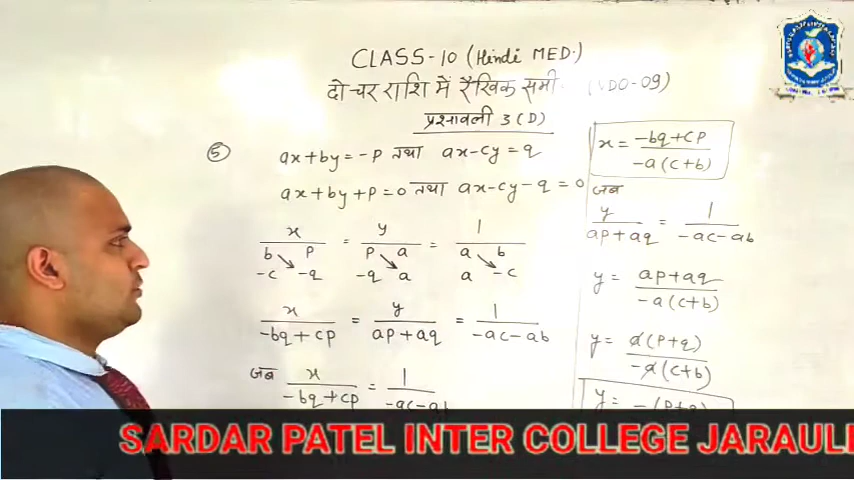 CLASS-10 (Hindi MED.)
दो चर राशि में रैखिक समी. (VDO-09)
प्रश्नावली 3 (D)
⑤ ax+by=-p तथा ax-cy=q
ax+by+p=0 तथा ax-cy-q=0
x / b p -c -q = y / p a -q a = 1 / a b a -c
x / -bq+cp = y / ap+aq = 1 / -ac-ab
जब x / -bq+cp = 1 / -ac-ab
x = -bq+cp / -a(c+b)
जब
y / ap+aq = 1 / -ac-ab
y = ap+aq / -a(c+b)
y = a(p+q) / -a(c+b)
y = -(p+q)
SARDAR PATEL INTER COLLEGE JARAULI